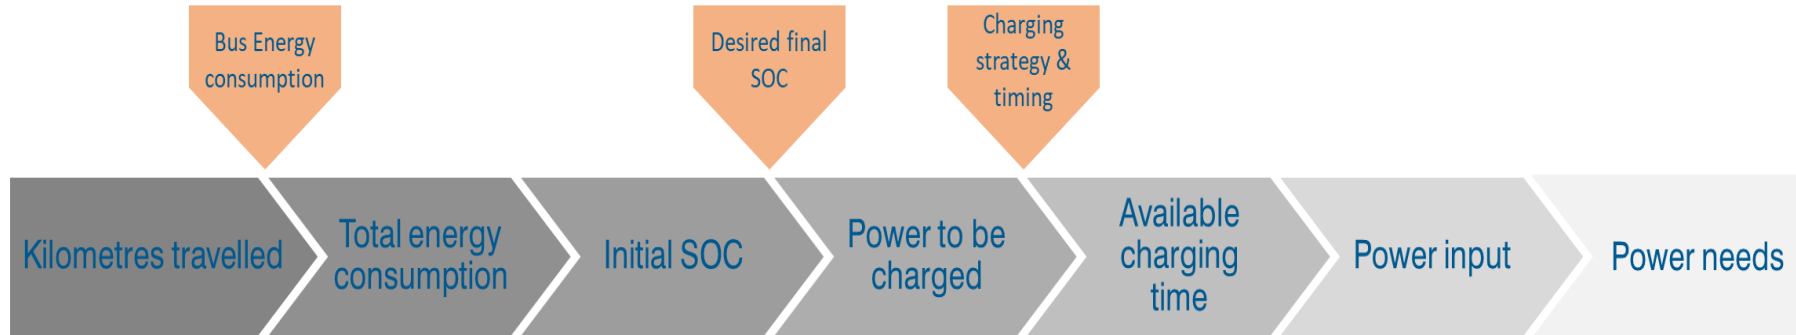 Bus Energy
consumption
Desired final
SOC
Charging
strategy &
timing
Kilometres travelled
Total energy
consumption
Initial SOC
Power to be
charged
Available
charging
time
Power input
Power needs